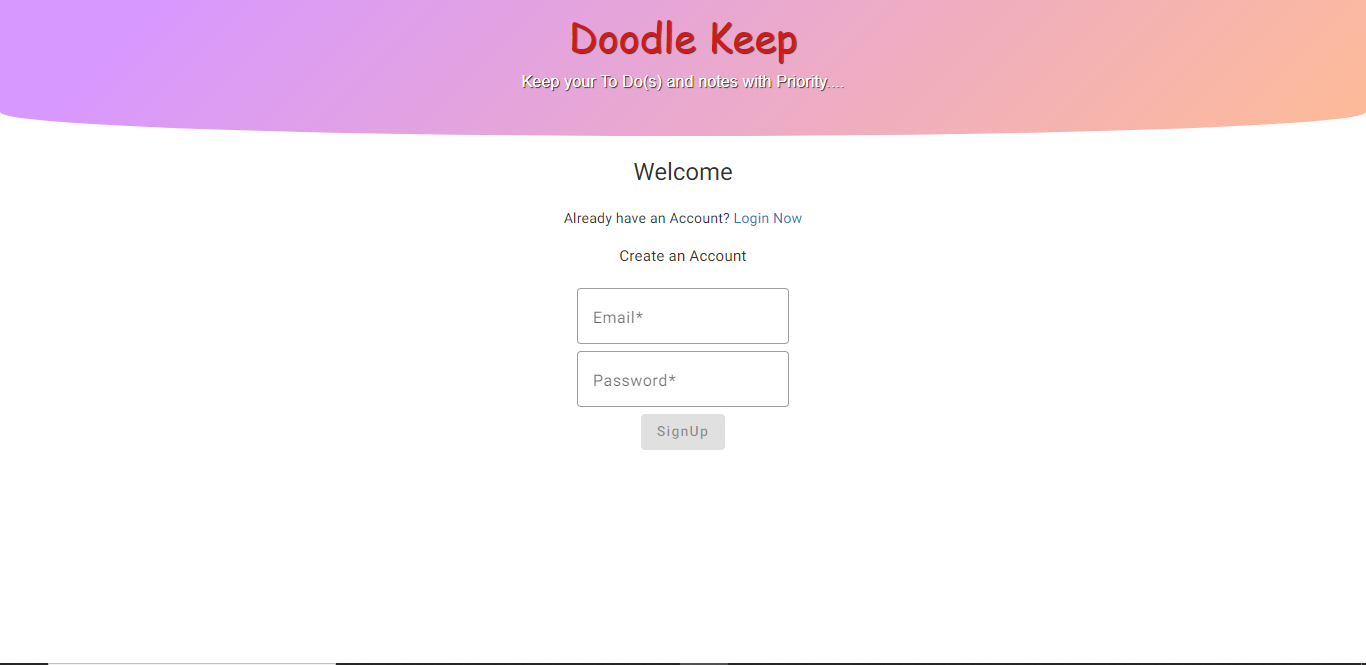 Doodle Keep
Keep your To Do(s) and notes with Priority....
Welcome
Already have an Account? Login Now
Create an Account
Email*
Password*
SignUp